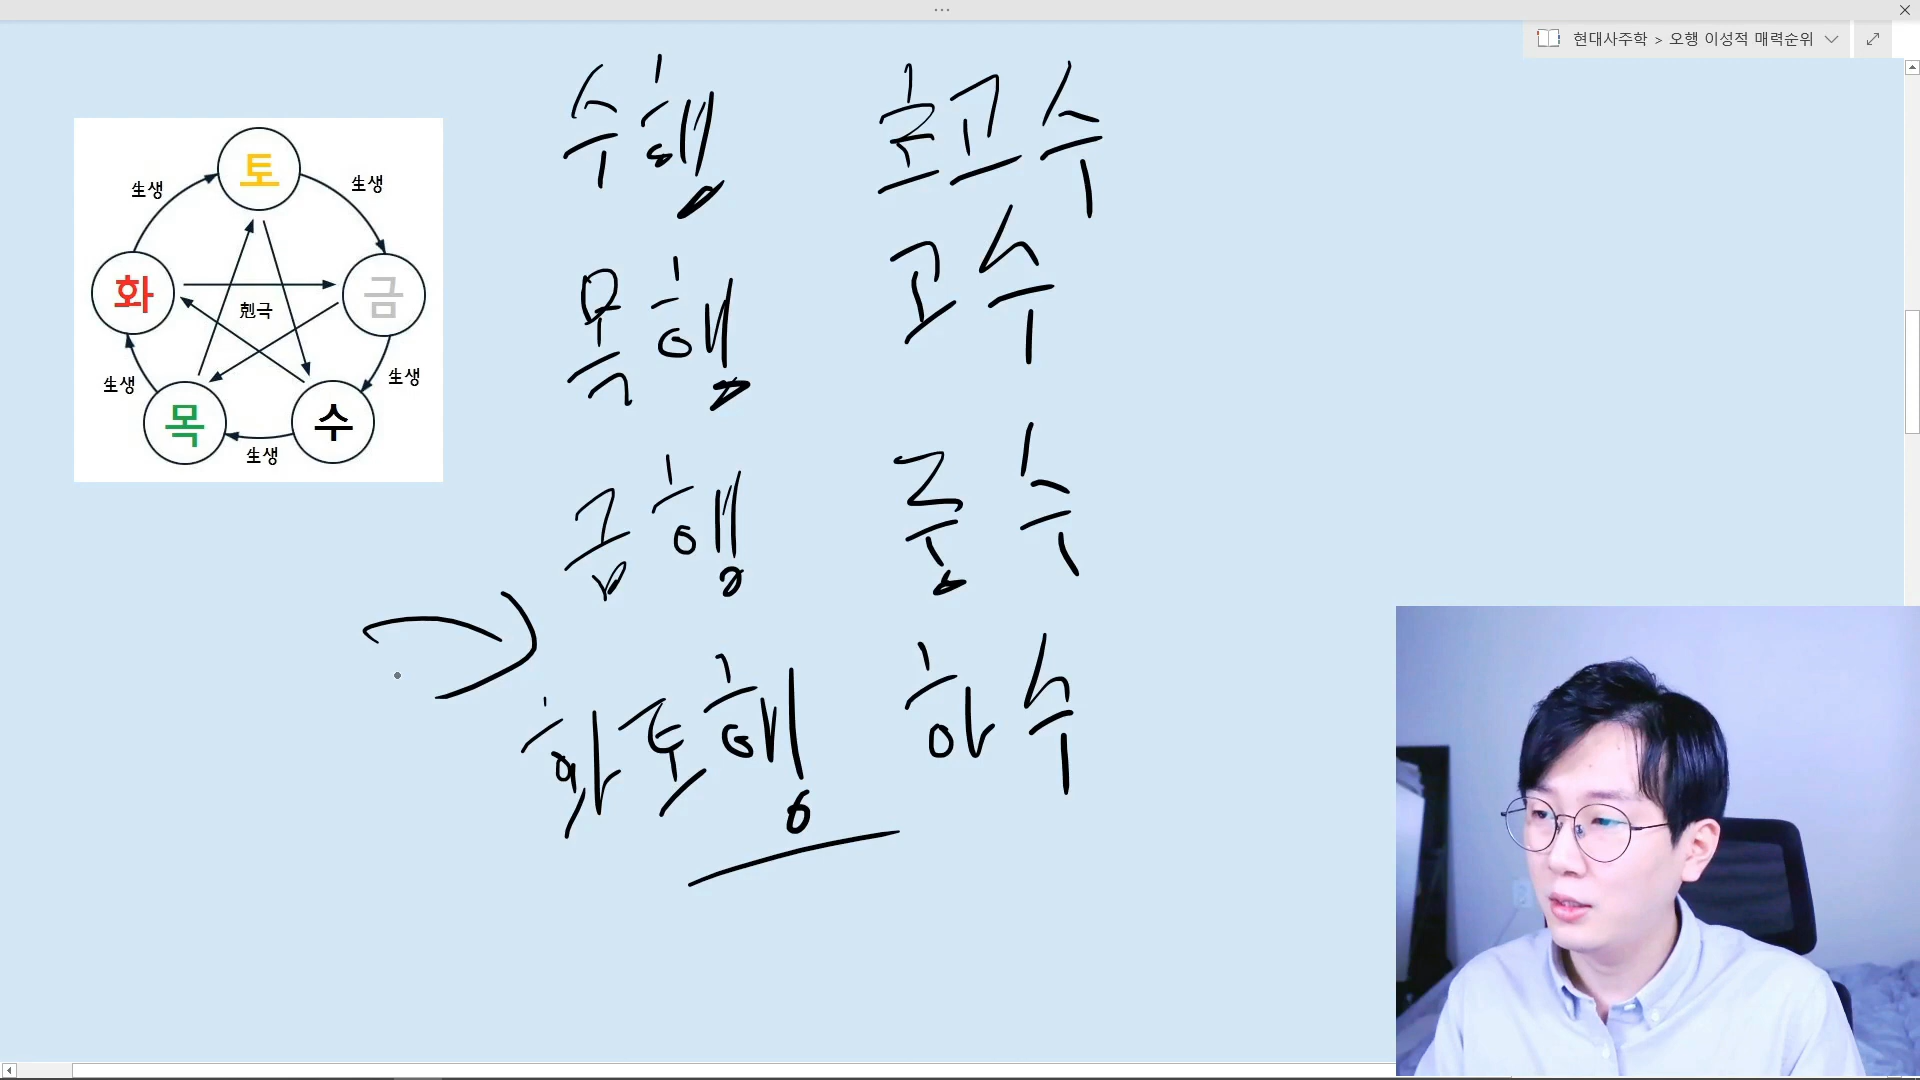 현대사주학 > 오행 이성적 매력순위
토
生생
生생
화
금
剋극
生생
生생
목
수
生생
수행 초고수
목행 고수
금행 중수
화토행 하수